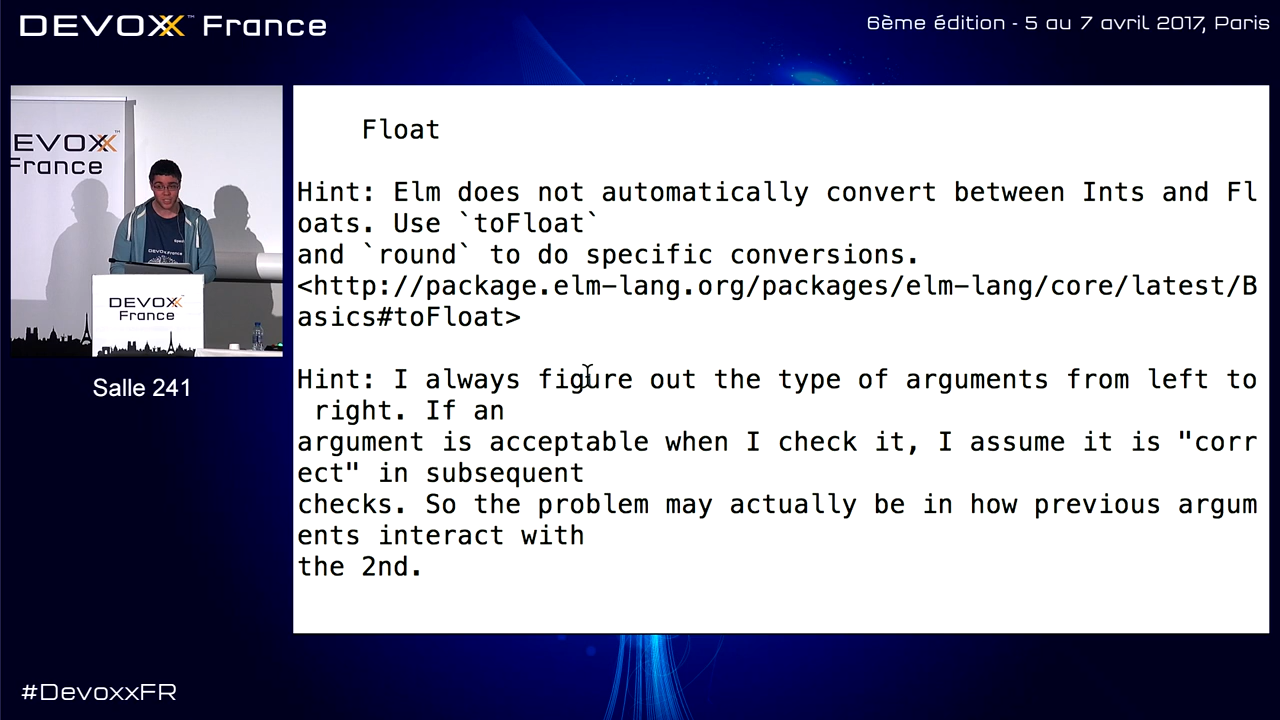 DEVOXX™ France
6ème édition - 5 au 7 avril 2017, Paris
EVOXX™
France
DEVOXX
France
Salle 241
#DevoxxFR
Float
Hint: Elm does not automatically convert between Ints and Fl
oats. Use `toFloat`
and `round` to do specific conversions.
<http://package.elm-lang.org/packages/elm-lang/core/latest/B
asics#toFloat>
Hint: I always figure out the type of arguments from left to
right. If an
argument is acceptable when I check it, I assume it is "corr
ect" in subsequent
checks. So the problem may actually be in how previous argum
ents interact with
the 2nd.